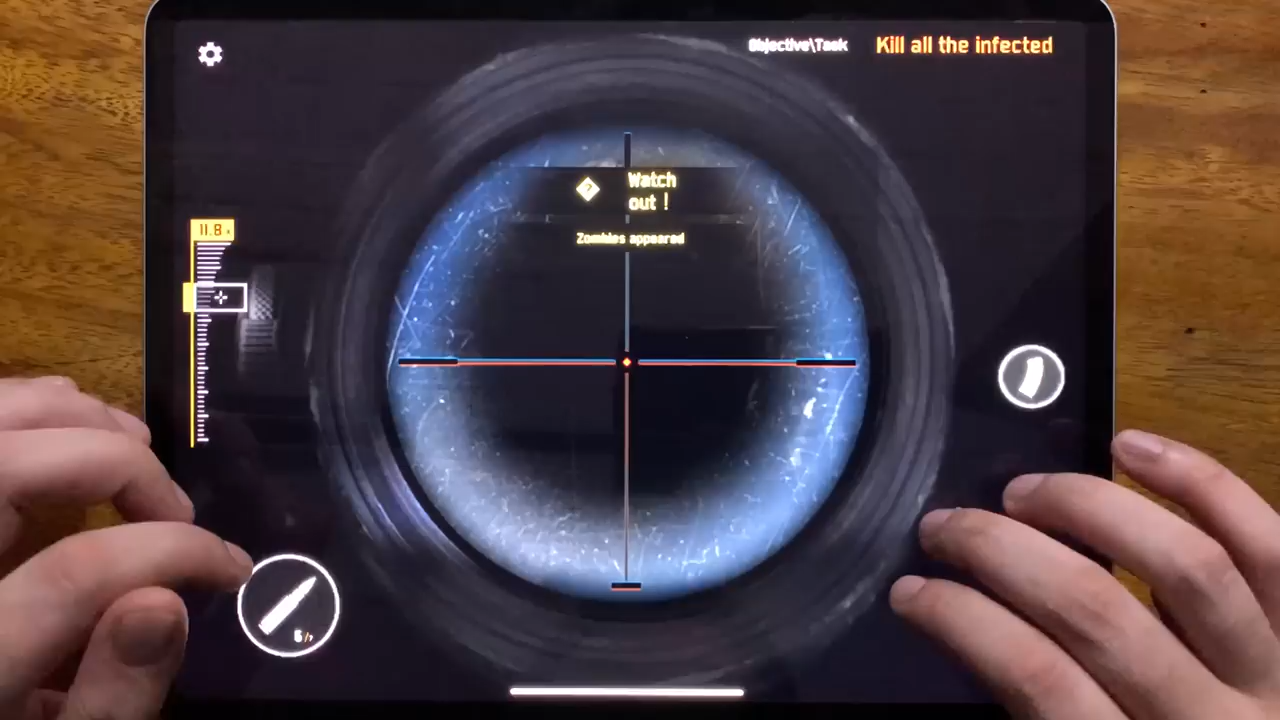 Objective\Task
Kill all the infected
Watch
out !
Zombies appeared
11.8 x